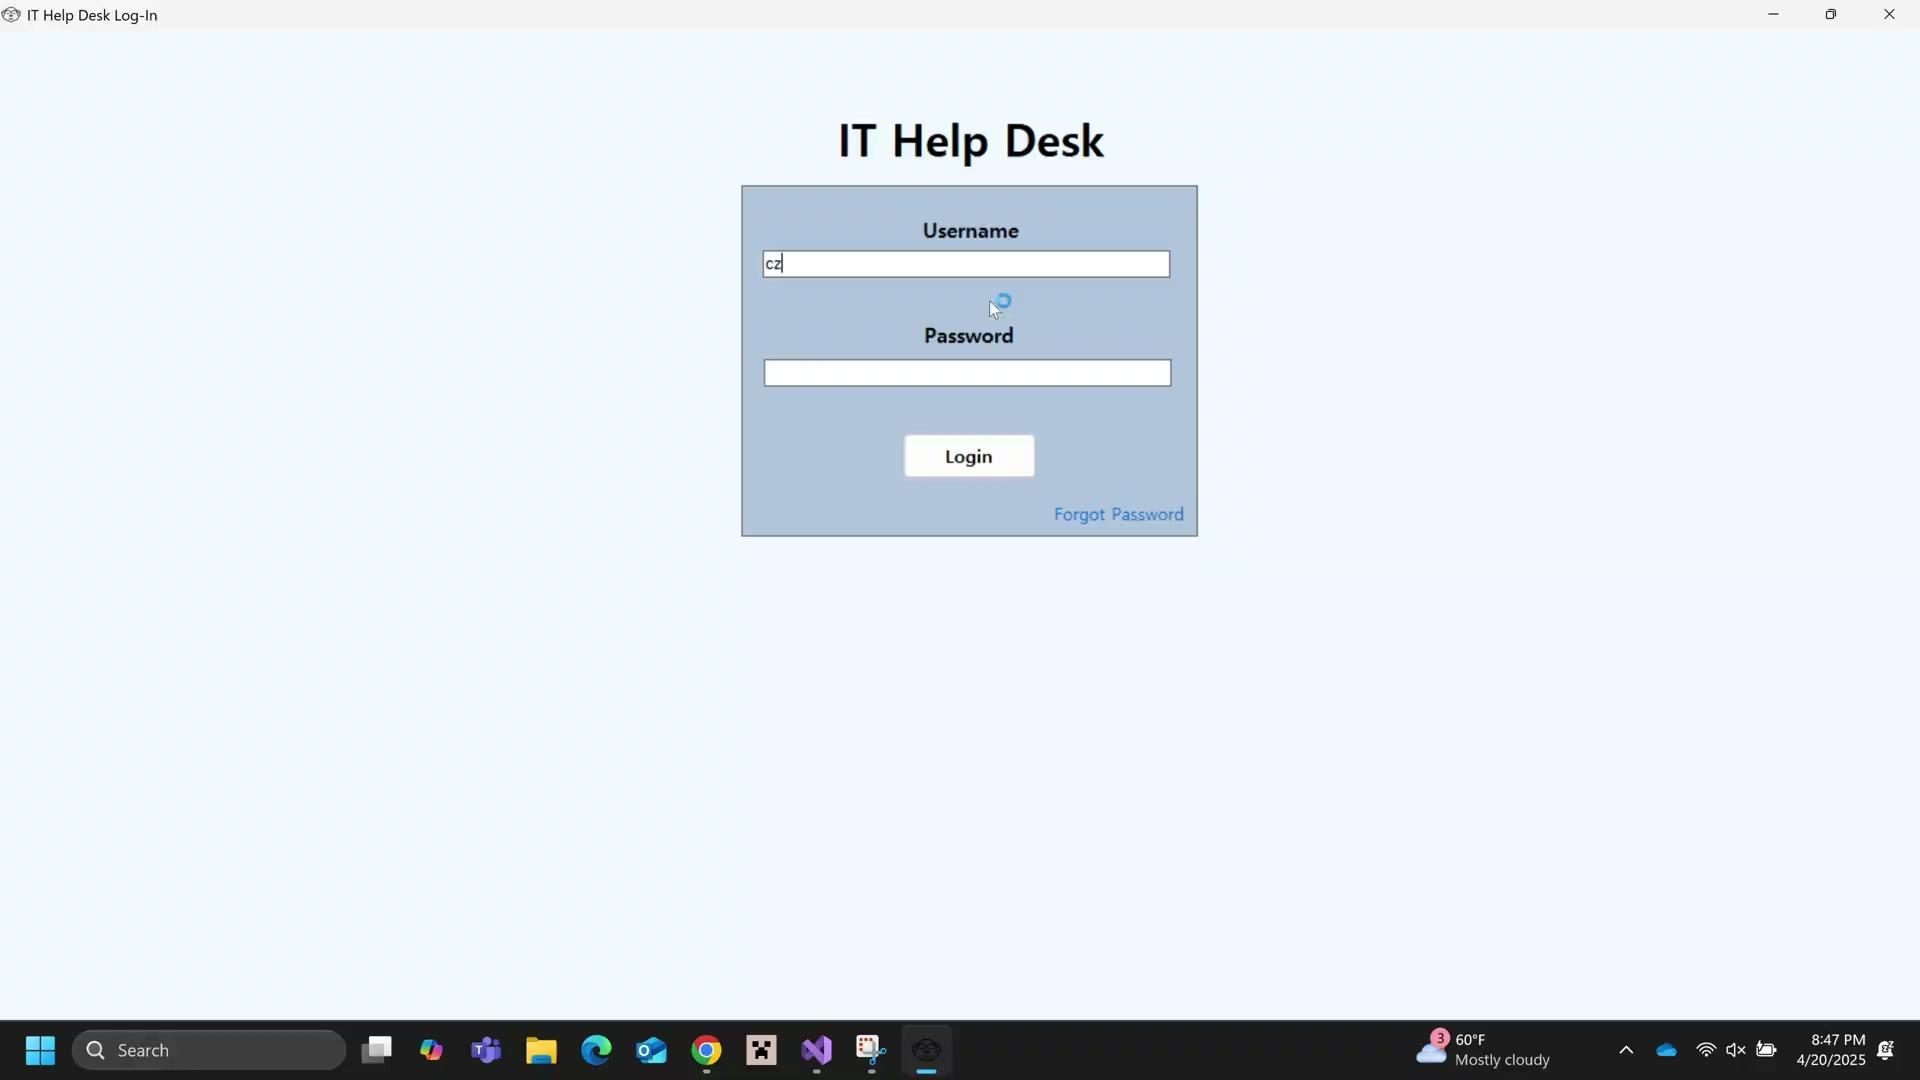 IT Help Desk Log-In
IT Help Desk
Username
cz
Password
Login
Forgot Password
Search
3
60°F
Mostly cloudy
8:47 PM
4/20/2025